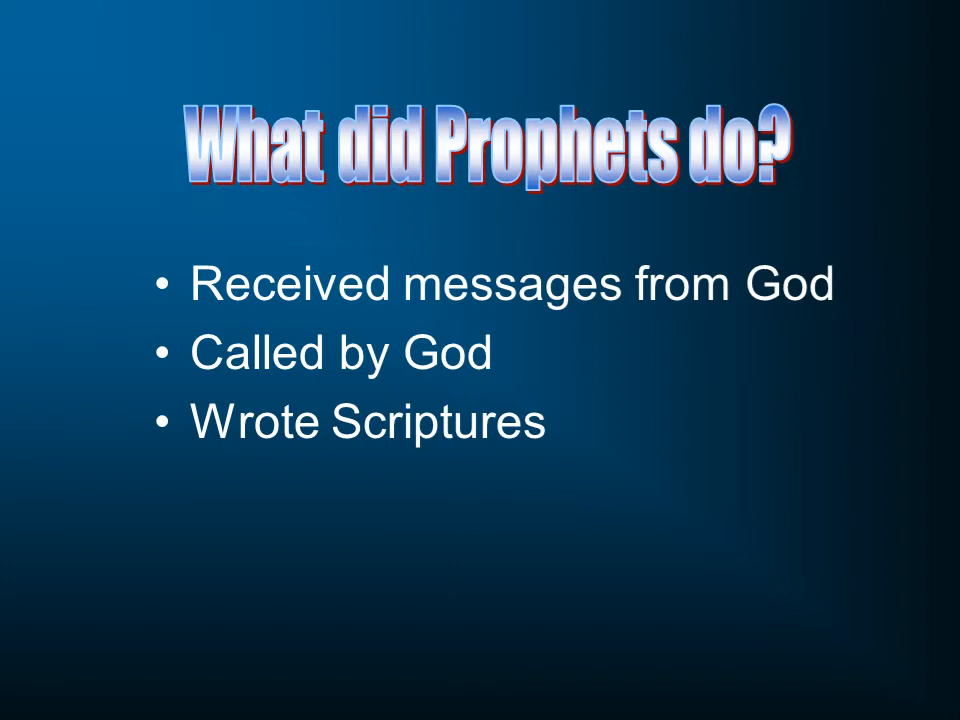 What did Prophets do?
• Received messages from God
• Called by God
• Wrote Scriptures